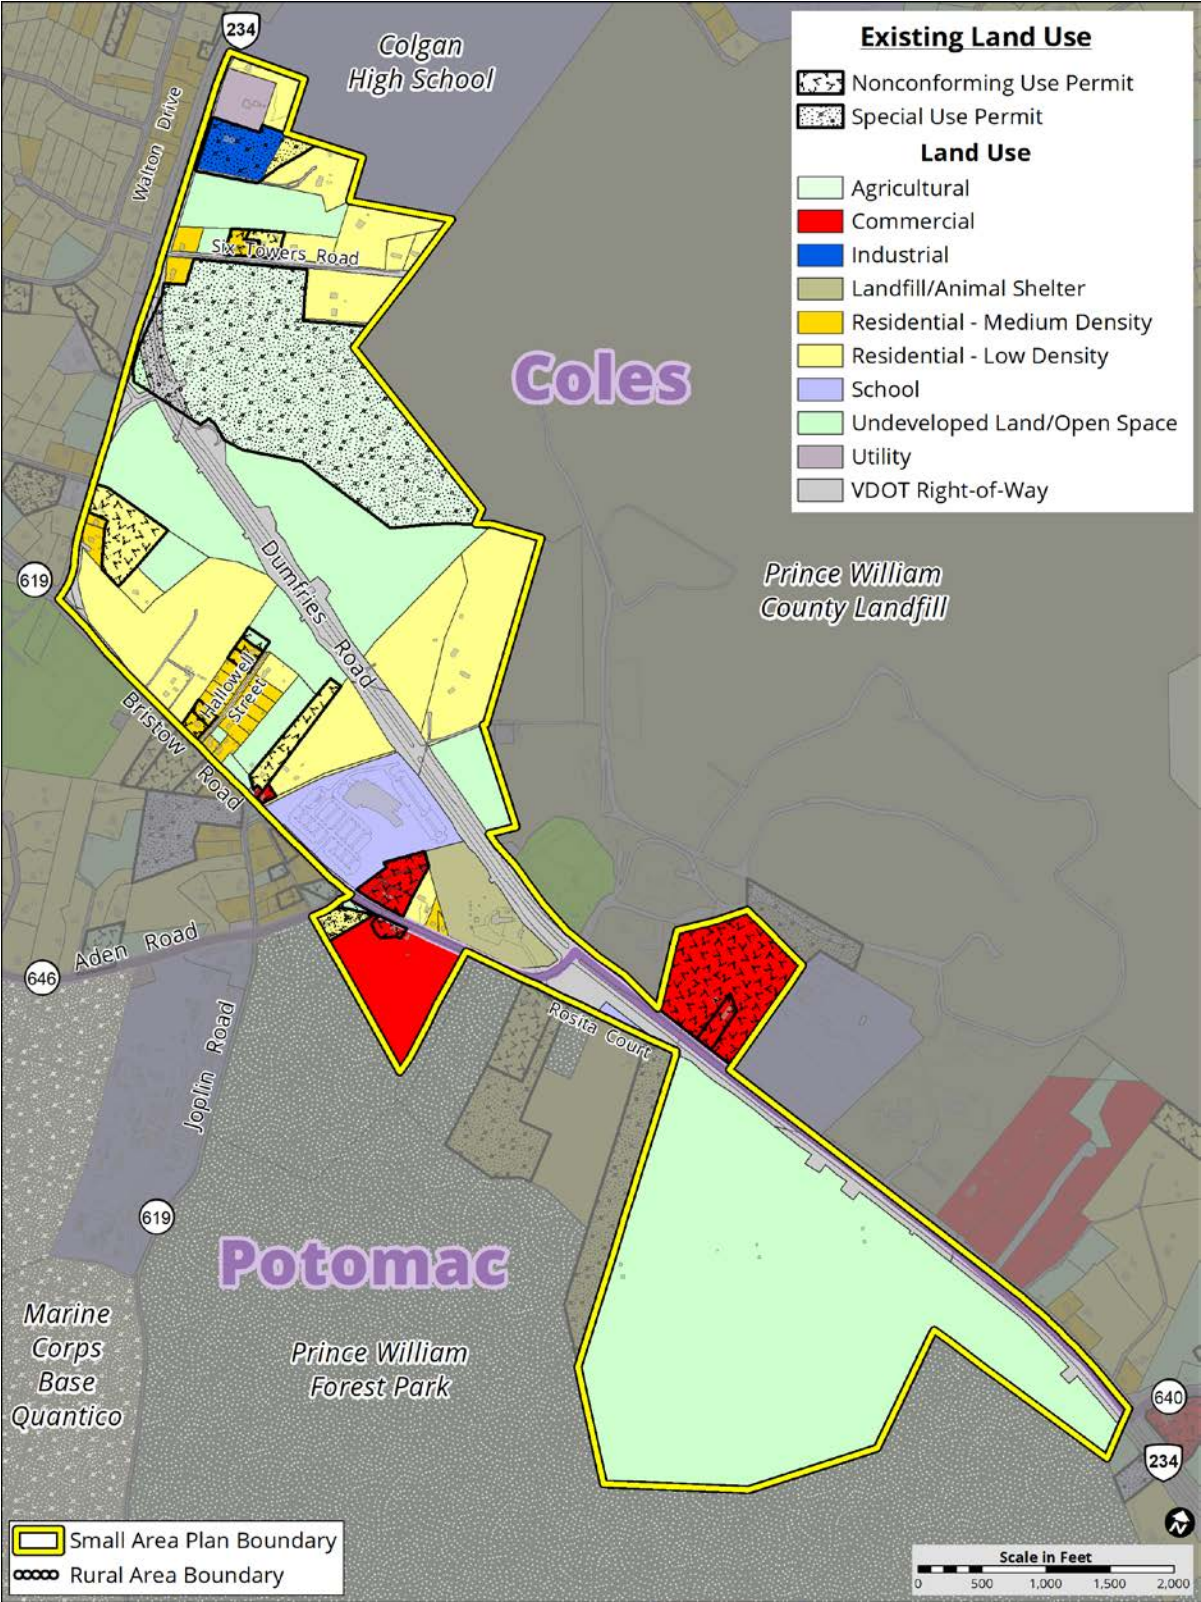 234
Colgan
High School
Walton Drive
Six Towers Road
Coles
Prince William
County Landfill
619
Dumfries Road
Hallowell
Street
Bristow Road
Aden Road
646
Joplin Road
Rosita Court
619
Potomac
Marine
Corps
Base
Quantico
Prince William
Forest Park
640
234
Existing Land Use
Nonconforming Use Permit
Special Use Permit
Land Use
Agricultural
Commercial
Industrial
Landfill/Animal Shelter
Residential - Medium Density
Residential - Low Density
School
Undeveloped Land/Open Space
Utility
VDOT Right-of-Way
Small Area Plan Boundary
Rural Area Boundary
N
Scale in Feet
0 500 1,000 1,500 2,000